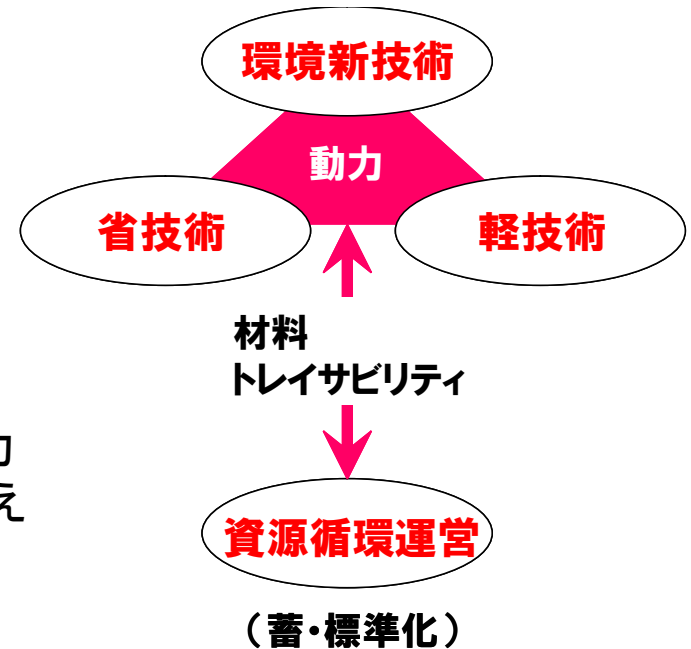 環境新技術
動力
省技術
軽技術
材料
トレイサビリティ
え
資源循環運営
（蓄・標準化）